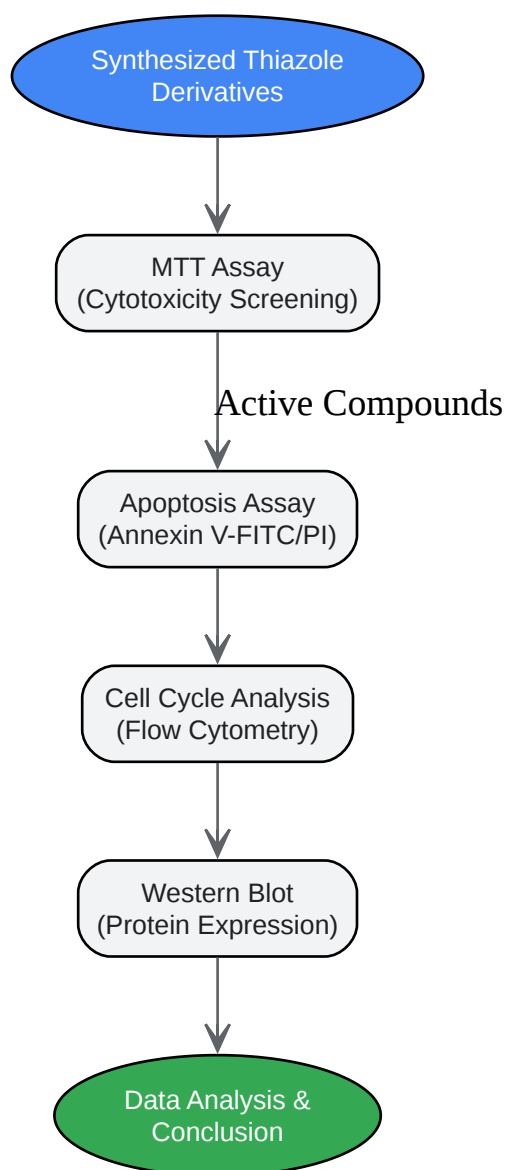 Synthesized Thiazole
Derivatives
MTT Assay
(Cytotoxicity Screening)
Active Compounds
Apoptosis Assay
(Annexin V-FITC/PI)
Cell Cycle Analysis
(Flow Cytometry)
Western Blot
(Protein Expression)
Data Analysis &
Conclusion